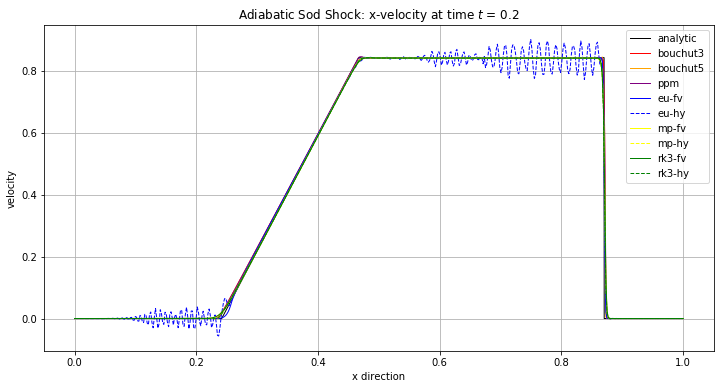 Adiabatic Sod Shock: x-velocity at time t = 0.2
velocity
0.8
0.6
0.4
0.2
0.0
0.0 0.2 0.4 0.6 0.8 1.0
x direction
analytic
bouchut3
bouchut5
ppm
eu-fv
eu-hy
mp-fv
mp-hy
rk3-fv
rk3-hy